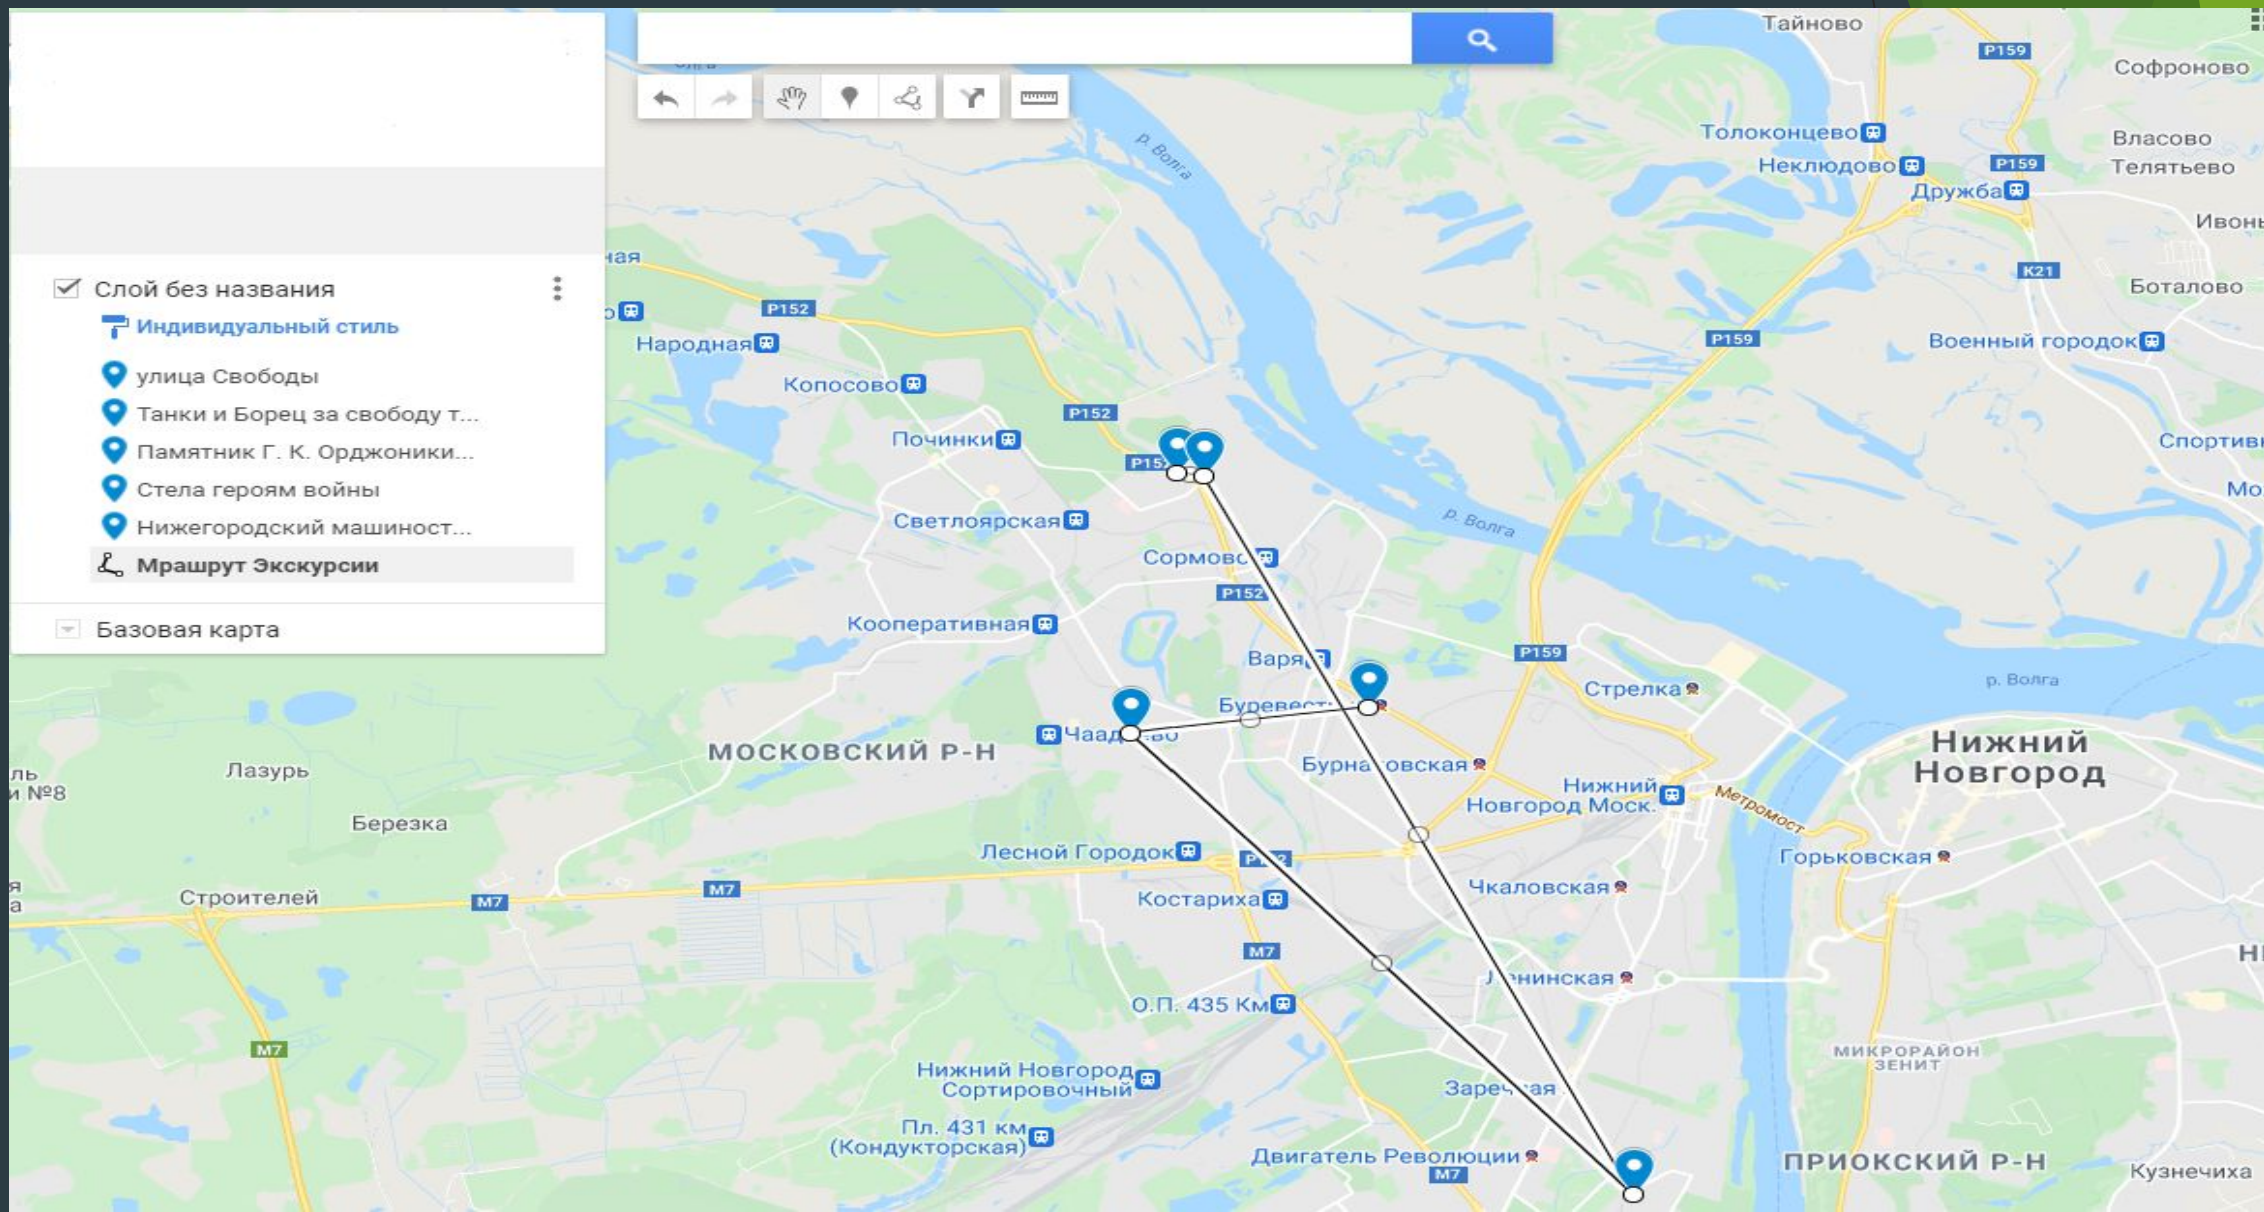 Слой без названия
Индивидуальный стиль
улица Свободы
Танки и Борец за свободу т...
Памятник Г. К. Орджоники...
Стела героям войны
Нижегородский машиност...
Мрашрут Экскурсии
Базовая карта
Тайново
Р159
Софроново
р. Волга
Толоконцево
Власово
Неклюдово
Р159
Телятьево
Дружба
К21
Боталово
Р152
Р159
Военный городок
Народная
Копосово
Р152
Починки
Светлоярская
р. Волга
Сормово
Р152
Кооперативная
Р159
Стрелка
р. Волга
МОСКОВСКИЙ Р-Н
Нижний
Новгород
Лазурь
и №8
Березка
Нижний
Новгород Моск.
Метромост
Лесной Городок
Горьковская
Строителей
М7
М7
Костариха
Чкаловская
М7
О.П. 435 Км
М7
МИКРОРАЙОН
ЗЕНИТ
Нижний Новгород
Сортировочный
Пл. 431 км
(Кондукторская)
Двигатель Революции
М7
ПРИОКСКИЙ Р-Н
Кузнечиха